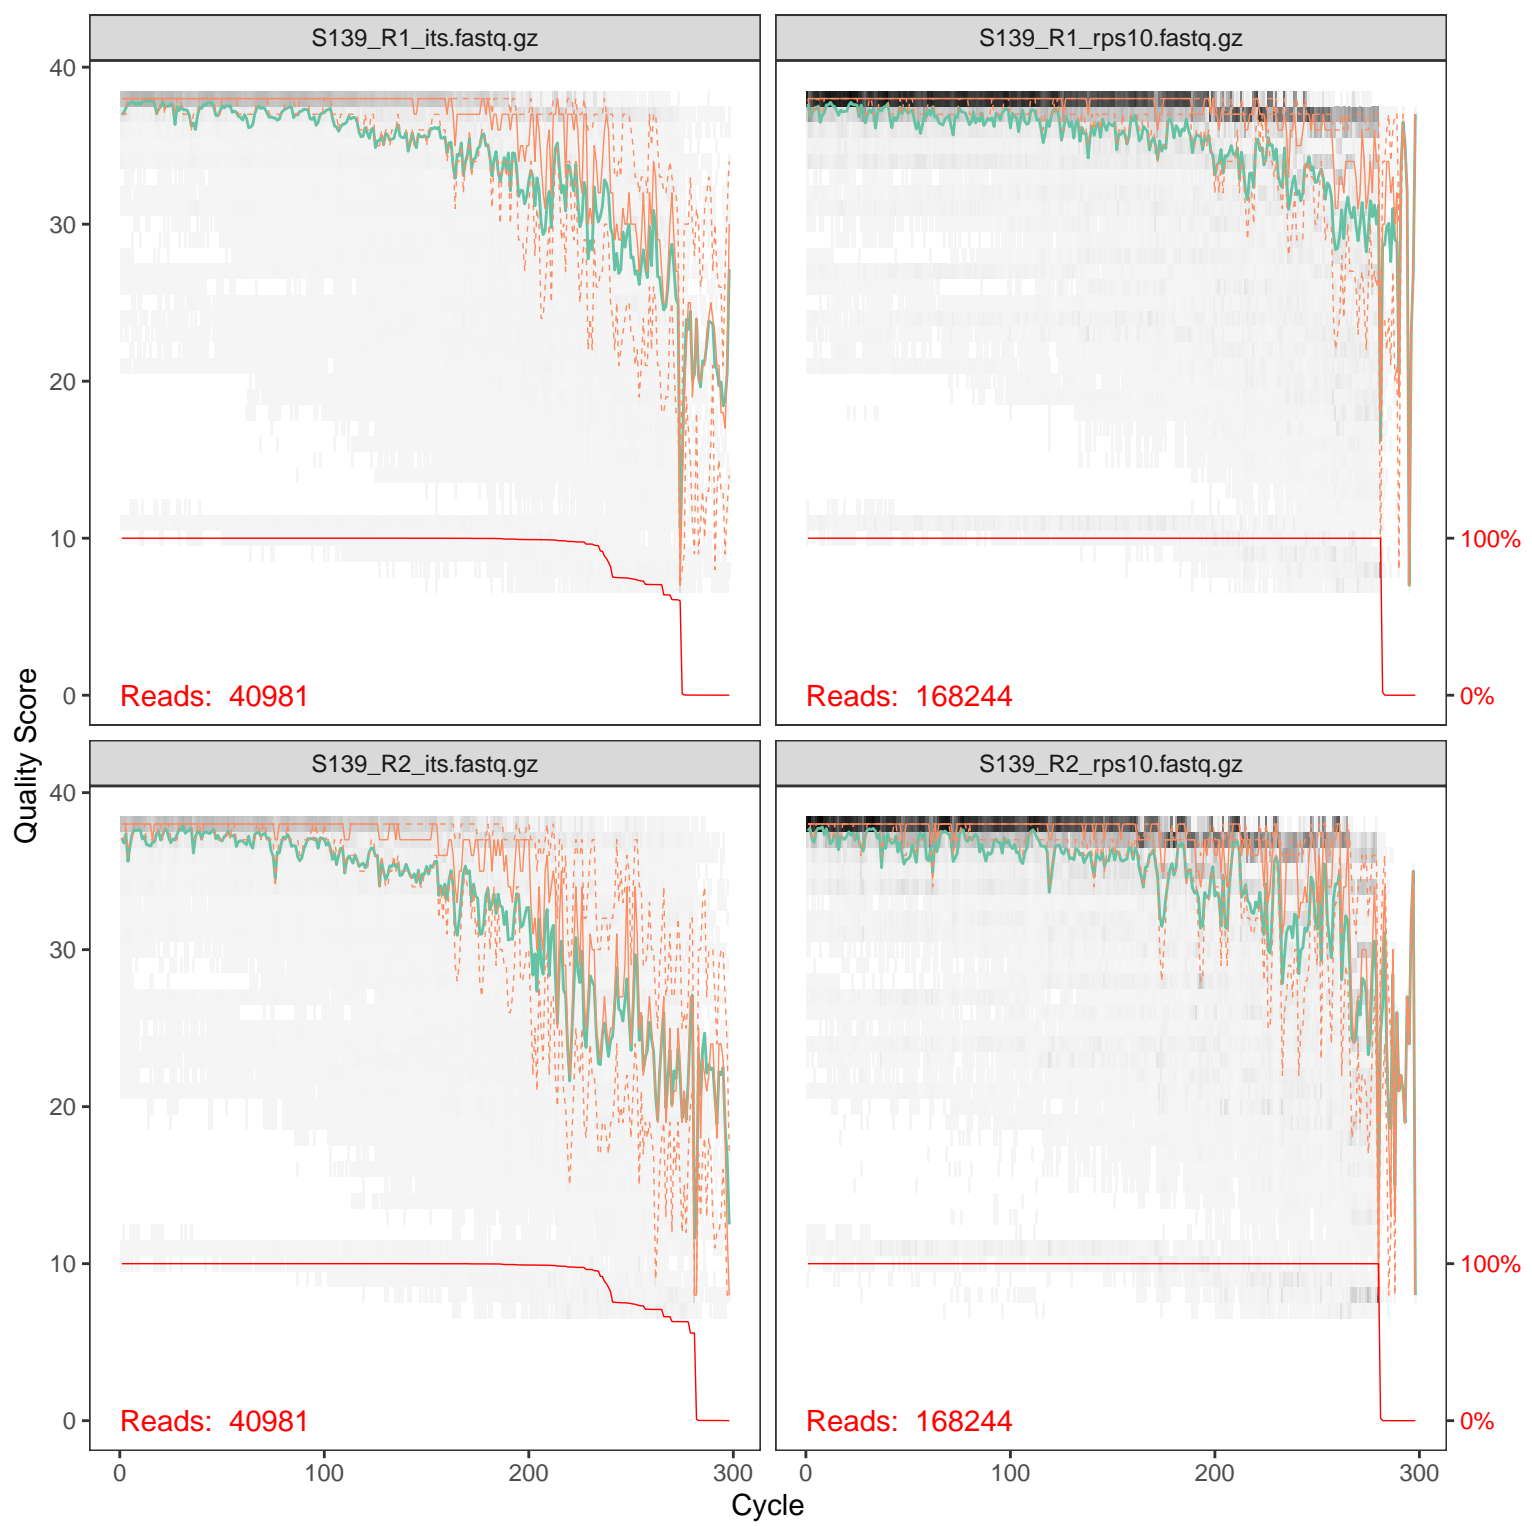 S139_R1_its.fastq.gz
S139_R1_rps10.fastq.gz
40
30
20
10
0
100%
0%
Reads: 40981
Reads: 168244
Quality Score
S139_R2_its.fastq.gz
S139_R2_rps10.fastq.gz
40
30
20
10
0
100%
0%
Reads: 40981
Reads: 168244
0 100 200 300
0 100 200 300
Cycle